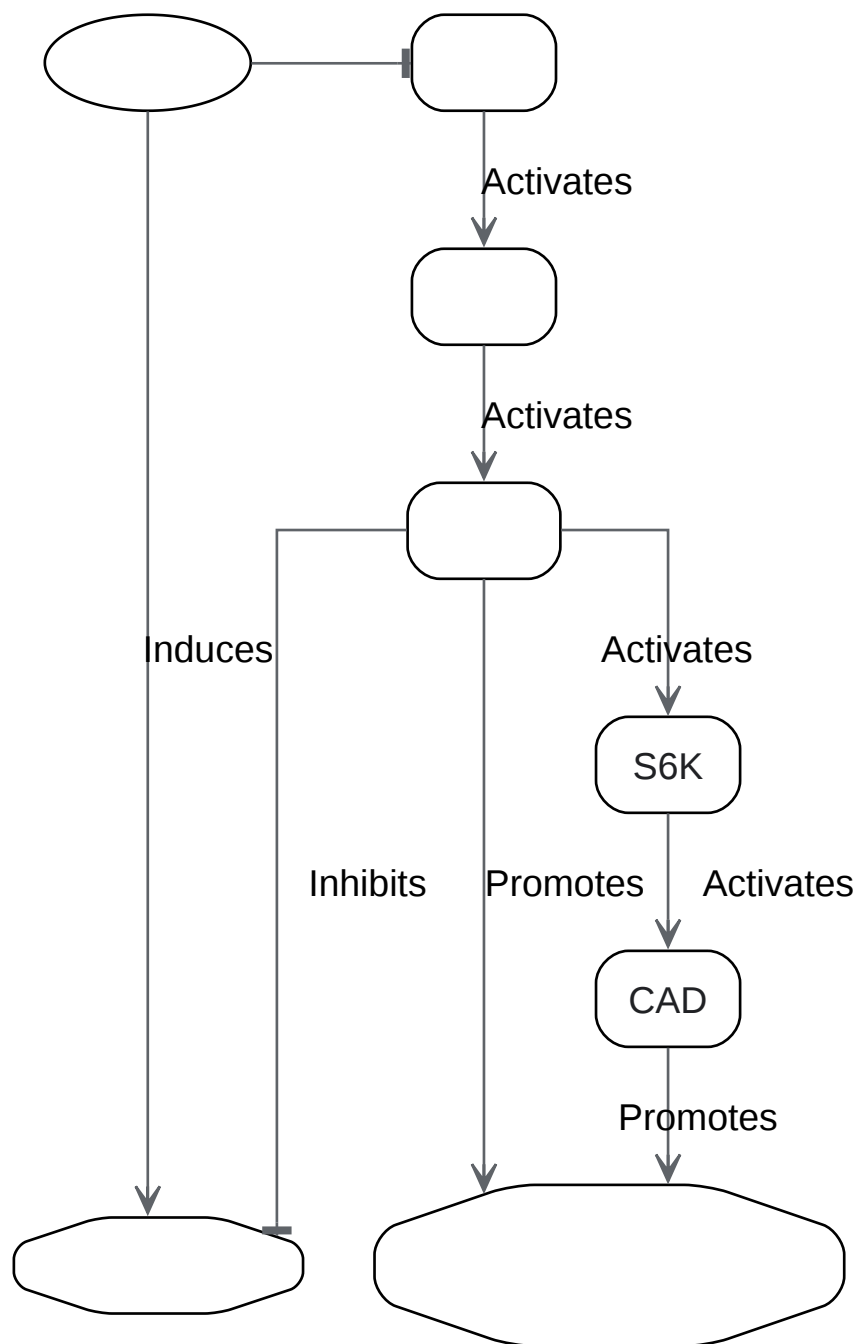 Activates
Activates
Induces
Activates
S6K
Inhibits
Promotes
Activates
CAD
Promotes